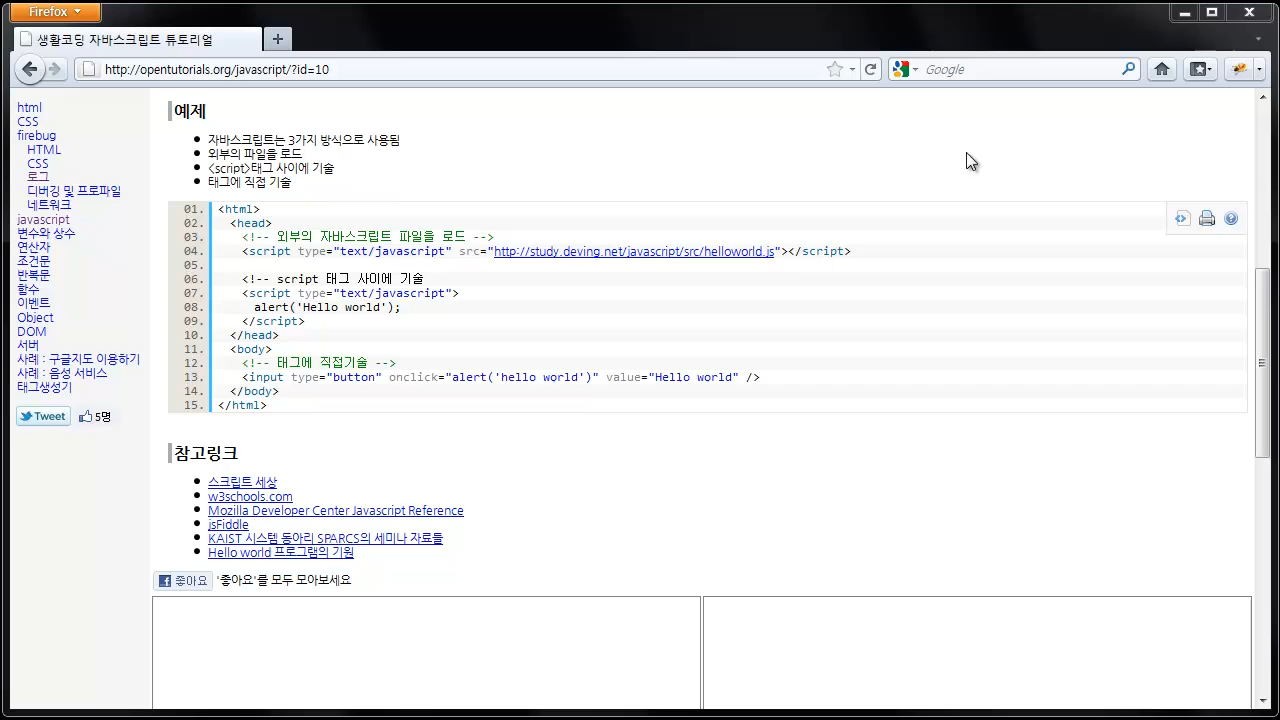 Firefox
생활코딩 자바스크립트 튜토리얼
http://opentutorials.org/javascript/?id=10
Google
html
CSS
firebug
HTML
CSS
로그
디버깅 및 프로파일
네트워크
javascript
변수와 상수
연산자
조건문
반복문
함수
이벤트
Object
DOM
서버
사례 : 구글지도 이용하기
사례 : 음성 서비스
태그생성기
Tweet
5명
예제
자바스크립트는 3가지 방식으로 사용됨
외부의 파일을 로드
<script>태그 사이에 기술
태그에 직접 기술
01. <html>
02. <head>
03. <!-- 외부의 자바스크립트 파일을 로드 -->
04. <script type="text/javascript" src="http://study.deving.net/javascript/src/helloworld.js"></script>
05.
06. <!-- script 태그 사이에 기술
07. <script type="text/javascript">
08. alert('Hello world');
09. </script>
10. </head>
11. <body>
12. <!-- 태그에 직접기술 -->
13. <input type="button" onclick="alert('hello world')" value="Hello world" />
14. </body>
15. </html>
참고링크
스크립트 세상
w3schools.com
Mozilla Developer Center Javascript Reference
jsFiddle
KAIST 시스템 동아리 SPARCS의 세미나 자료들
Hello world 프로그램의 기원
좋아요 '좋아요'를 모두 모아보세요